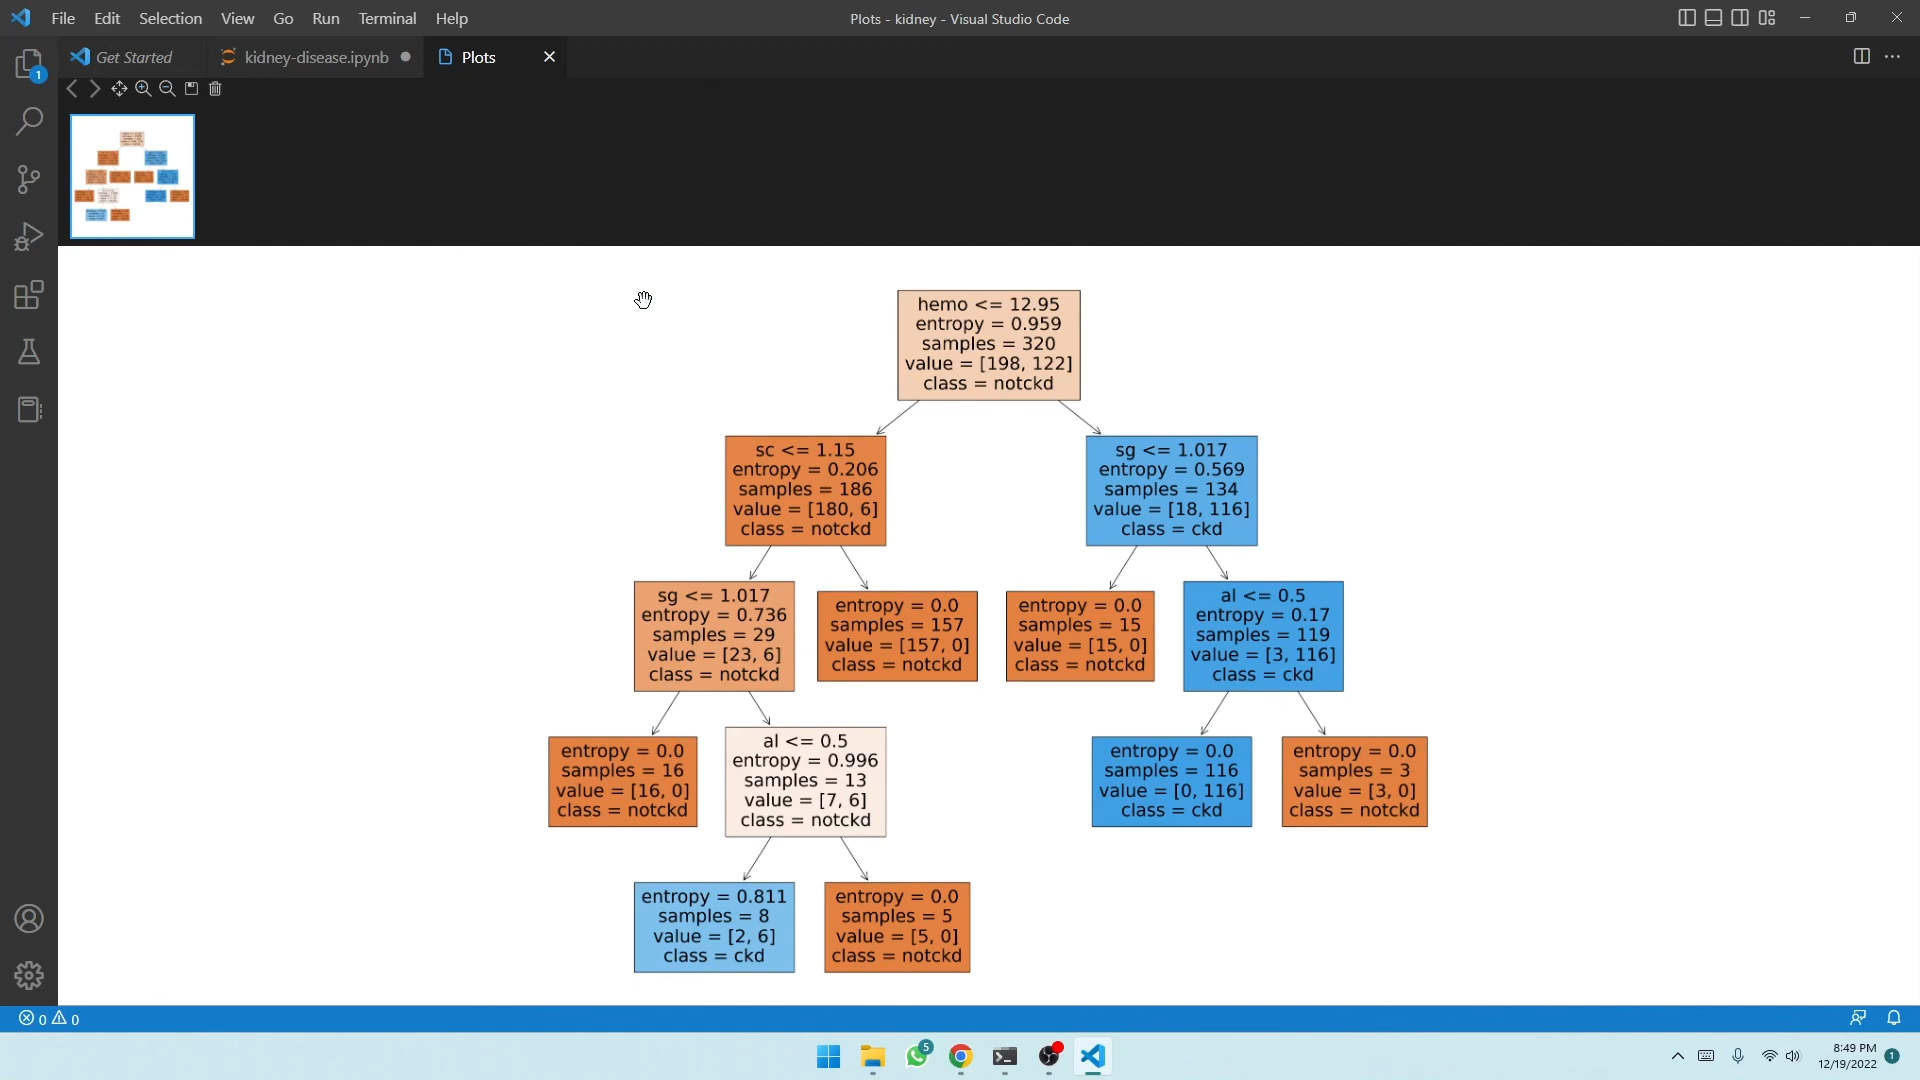 File Edit Selection View Go Run Terminal Help
Plots - kidney - Visual Studio Code
Get Started
kidney-disease.ipynb
Plots
1
hemo <= 12.95
entropy = 0.959
samples = 320
value = [198, 122]
class = notckd
sc <= 1.15
entropy = 0.206
samples = 186
value = [180, 6]
class = notckd
sg <= 1.017
entropy = 0.569
samples = 134
value = [18, 116]
class = ckd
sg <= 1.017
entropy = 0.736
samples = 29
value = [23, 6]
class = notckd
entropy = 0.0
samples = 157
value = [157, 0]
class = notckd
entropy = 0.0
samples = 15
value = [15, 0]
class = notckd
al <= 0.5
entropy = 0.17
samples = 119
value = [3, 116]
class = ckd
entropy = 0.0
samples = 16
value = [16, 0]
class = notckd
al <= 0.5
entropy = 0.996
samples = 13
value = [7, 6]
class = notckd
entropy = 0.0
samples = 116
value = [0, 116]
class = ckd
entropy = 0.0
samples = 3
value = [3, 0]
class = notckd
entropy = 0.811
samples = 8
value = [2, 6]
class = ckd
entropy = 0.0
samples = 5
value = [5, 0]
class = notckd
0 0
5
8:49 PM
12/19/2022
1